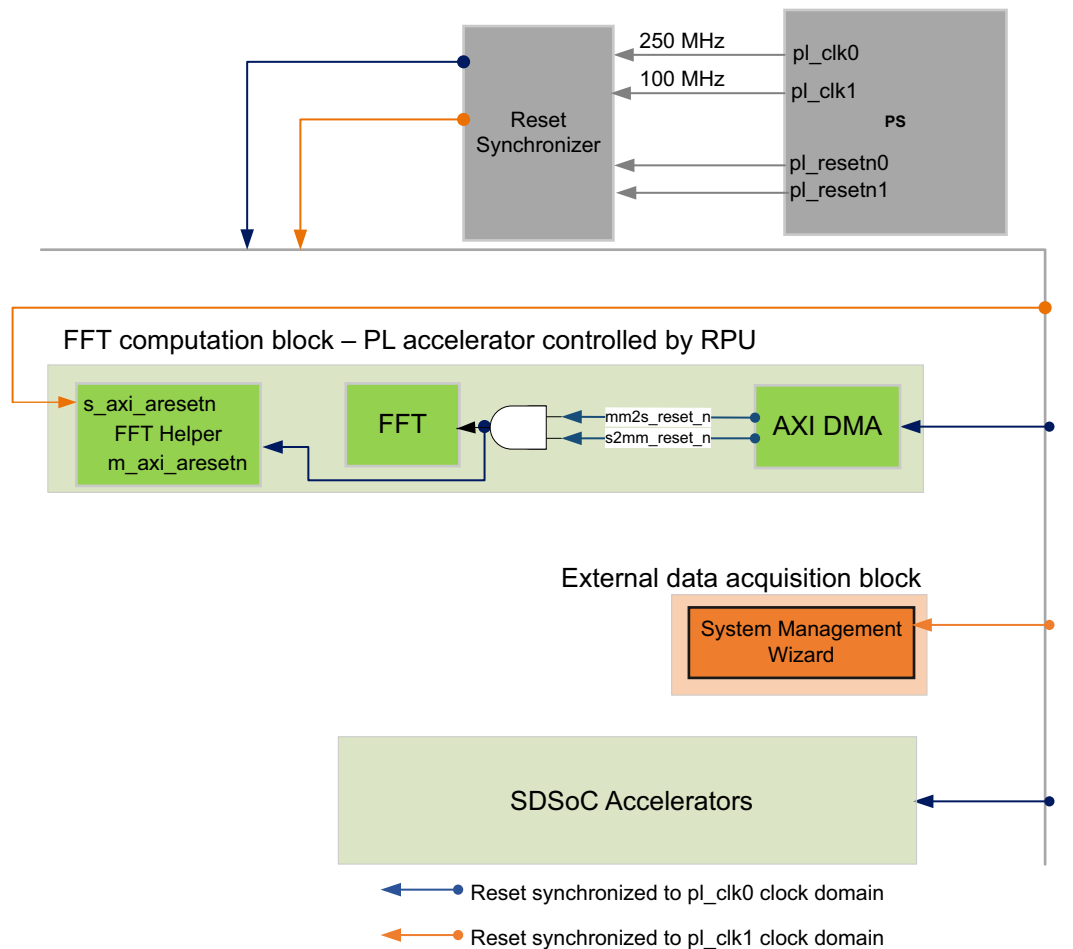 250 MHz
pl_clk0
100 MHz
pl_clk1
Reset
Synchronizer
PS
pl_resetn0
pl_resetn1
FFT computation block – PL accelerator controlled by RPU
s_axi_aresetn
FFT Helper
m_axi_aresetn
FFT
mm2s_reset_n
s2mm_reset_n
AXI DMA
External data acquisition block
System Management
Wizard
SDSoC Accelerators
Reset synchronized to pl_clk0 clock domain
Reset synchronized to pl_clk1 clock domain